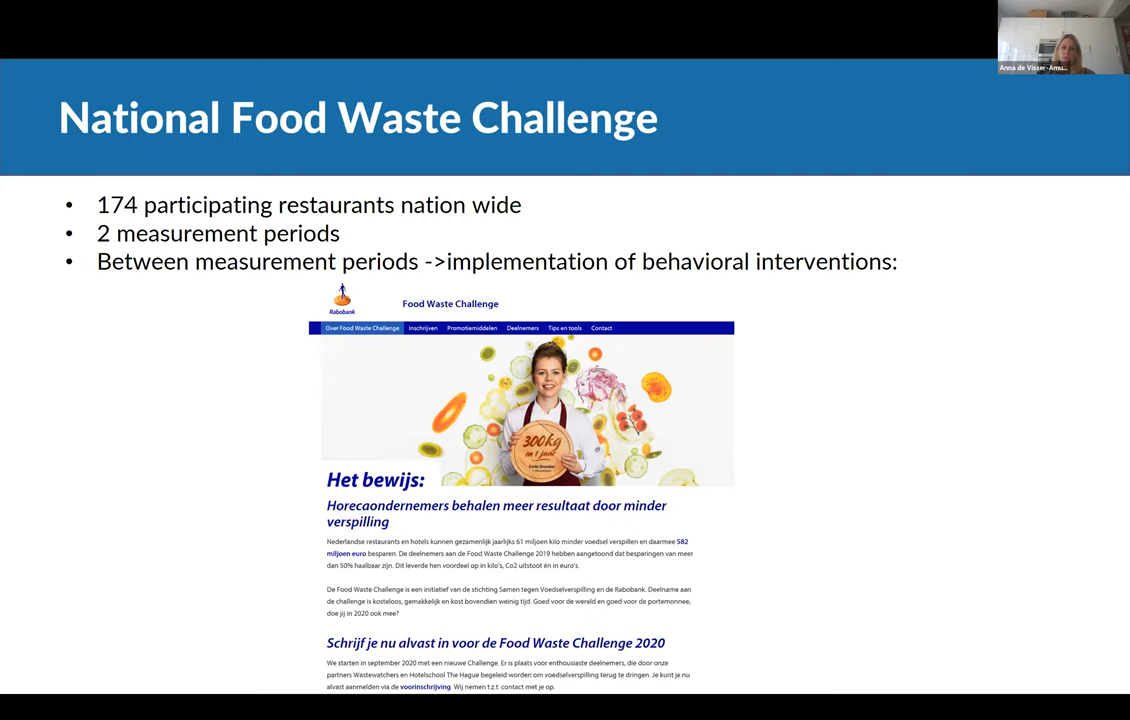 Anna de Visser-Amu...
National Food Waste Challenge
• 174 participating restaurants nation wide
• 2 measurement periods
• Between measurement periods ->implementation of behavioral interventions:
Rabobank
Food Waste Challenge
Over Food Waste Challenge Inschrijven Promotiemiddelen Deelnemers Tips en tools Contact
300kg
in 1 jaar
Het bewijs:
Horecaondernemers behalen meer resultaat door minder
verspilling
Nederlandse restaurants en hotels kunnen gezamenlijk jaarlijks 61 miljoen kilo minder voedsel verspillen en daarmee 582
miljoen euro besparen. De deelnemers aan de Food Waste Challenge 2019 hebben aangetoond dat besparingen van meer
dan 50% haalbaar zijn. Dit leverde hen voordeel op in kilo's, Co2 uitstoot én in euro's.
De Food Waste Challenge is een initiatief van de stichting Samen tegen Voedselverspilling en de Rabobank. Deelname aan
de challenge is kosteloos, gemakkelijk en kost bovendien weinig tijd. Goed voor de wereld en goed voor de portemonnee,
doe jij in 2020 ook mee?
Schrijf je nu alvast in voor de Food Waste Challenge 2020
We starten in september 2020 met een nieuwe Challenge. Er is plaats voor enthousiaste deelnemers, die door onze
partners Wastewatchers en Hotelschool The Hague begeleid worden om voedselverspilling terug te dringen. Je kunt je nu
alvast aanmelden via de voorinschrijving. Wij nemen t.z.t. contact met je op.